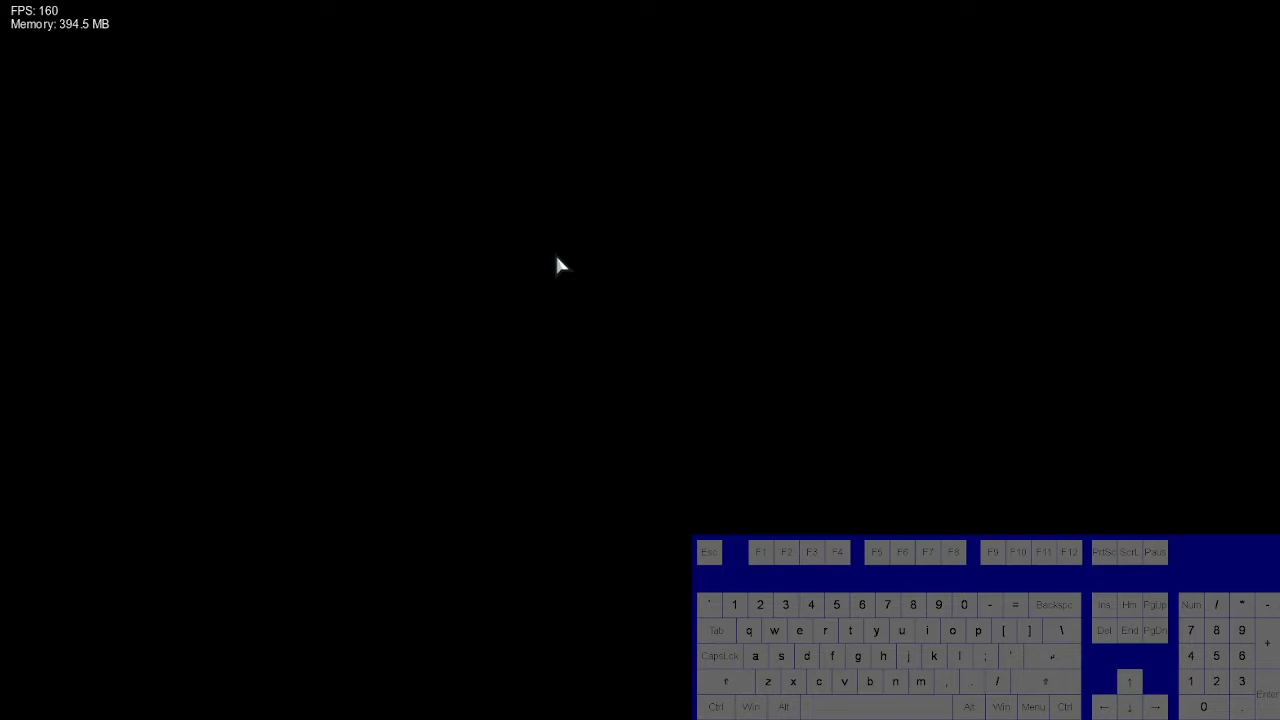 FPS: 160
Memory: 394.5 MB
Esc F1 F2 F3 F4 F5 F6 F7 F8 F9 F10 F11 F12 PrtSc ScrL Paus
` 1 2 3 4 5 6 7 8 9 0 - = Backspc Ins Hm PgUp Num / * -
Tab q w e r t y u i o p [ ] \ Del End PgDn 7 8 9 +
CapsLck a s d f g h j k l ; ' ↵ 4 5 6
⇧ z x c v b n m , . / ⇧ ↑ 1 2 3 Enter
Ctrl Win Alt Alt Win Menu Ctrl ← ↓ → 0 .